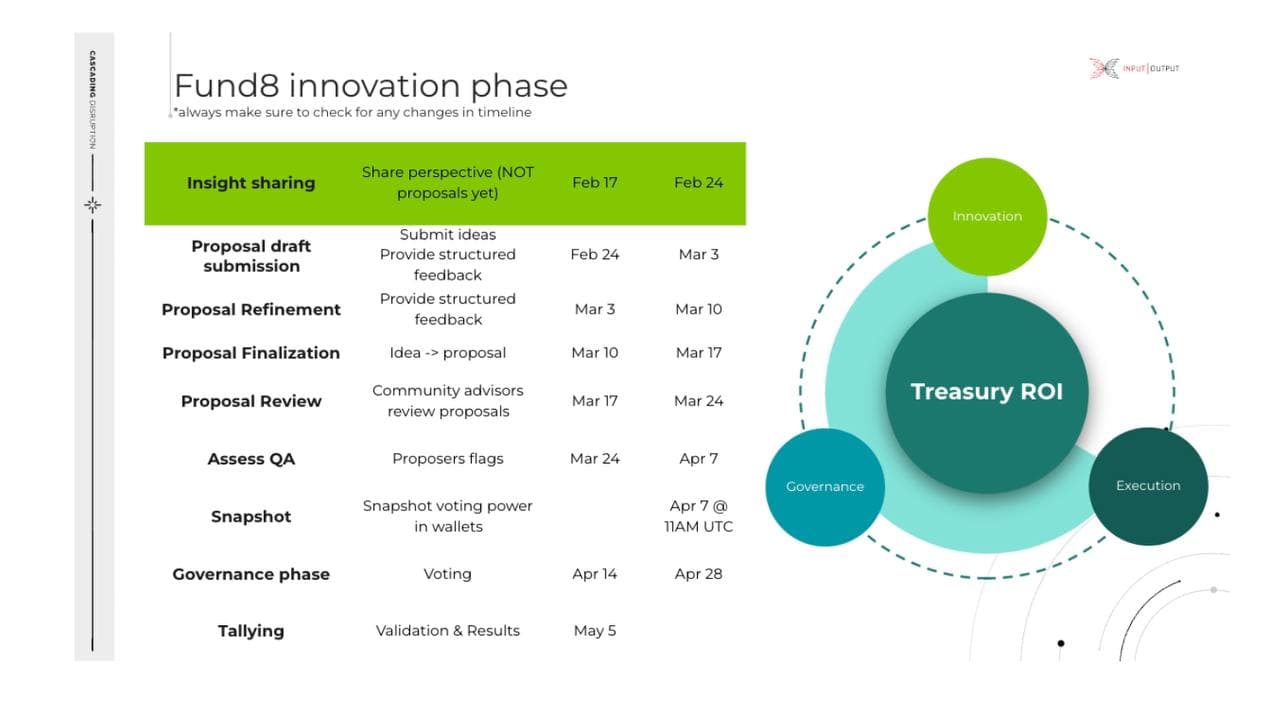 CASCADING DISRUPTION
Fund8 innovation phase
*always make sure to check for any changes in timeline
INPUT|OUTPUT
Insight sharing
Share perspective (NOT
proposals yet)
Feb 17
Feb 24
Proposal draft
submission
Submit ideas
Provide structured
feedback
Feb 24
Mar 3
Proposal Refinement
Provide structured
feedback
Mar 3
Mar 10
Proposal Finalization
Idea -> proposal
Mar 10
Mar 17
Proposal Review
Community advisors
review proposals
Mar 17
Mar 24
Assess QA
Proposers flags
Mar 24
Apr 7
Snapshot
Snapshot voting power
in wallets
Apr 7 @
11AM UTC
Governance phase
Voting
Apr 14
Apr 28
Tallying
Validation & Results
May 5
Innovation
Treasury ROI
Governance
Execution